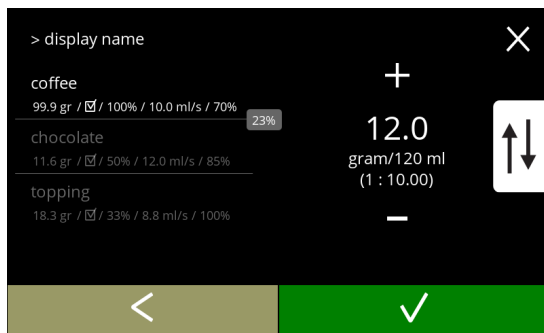 > display name
coffee
99.9 gr / ☑ / 100% / 10.0 ml/s / 70%
23%
chocolate
11.6 gr / ☑ / 50% / 12.0 ml/s / 85%
topping
18.3 gr / ☑ / 33% / 8.8 ml/s / 100%
12.0
gram/120 ml
(1 : 10.00)